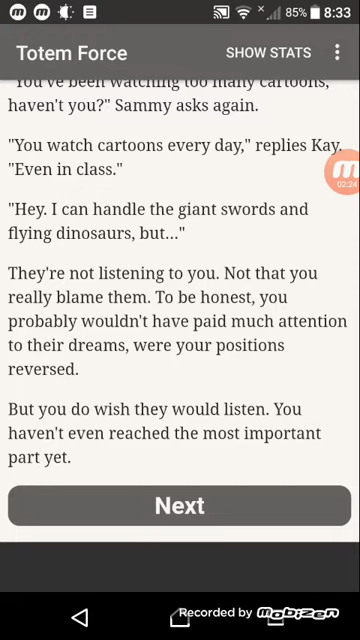 85% 8:33
Totem Force SHOW STATS
"You've been watching too many cartoons,
haven't you?" Sammy asks again.
"You watch cartoons every day," replies Kay.
"Even in class."
02:24
"Hey. I can handle the giant swords and
flying dinosaurs, but..."
They're not listening to you. Not that you
really blame them. To be honest, you
probably wouldn't have paid much attention
to their dreams, were your positions
reversed.
But you do wish they would listen. You
haven't even reached the most important
part yet.
Next
Recorded by mobizen